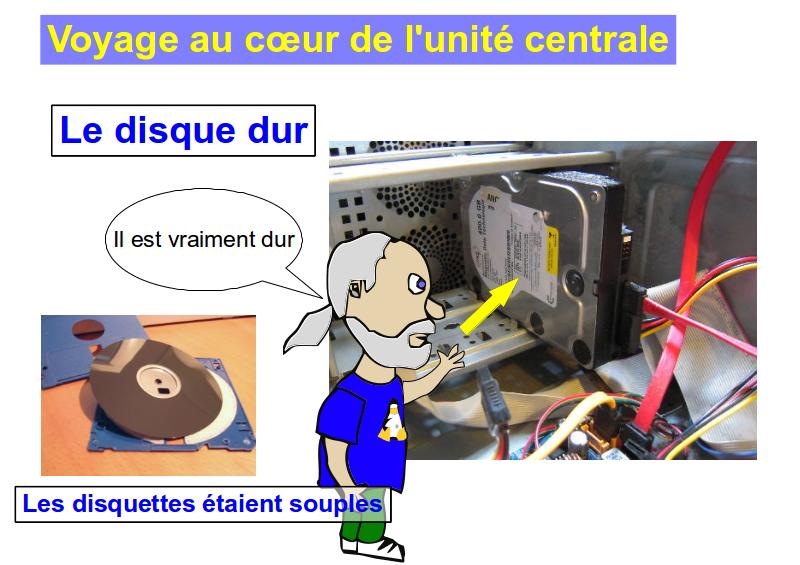 Voyage au cœur de l'unité centrale
Le disque dur
Il est vraiment dur
Les disquettes étaient souples